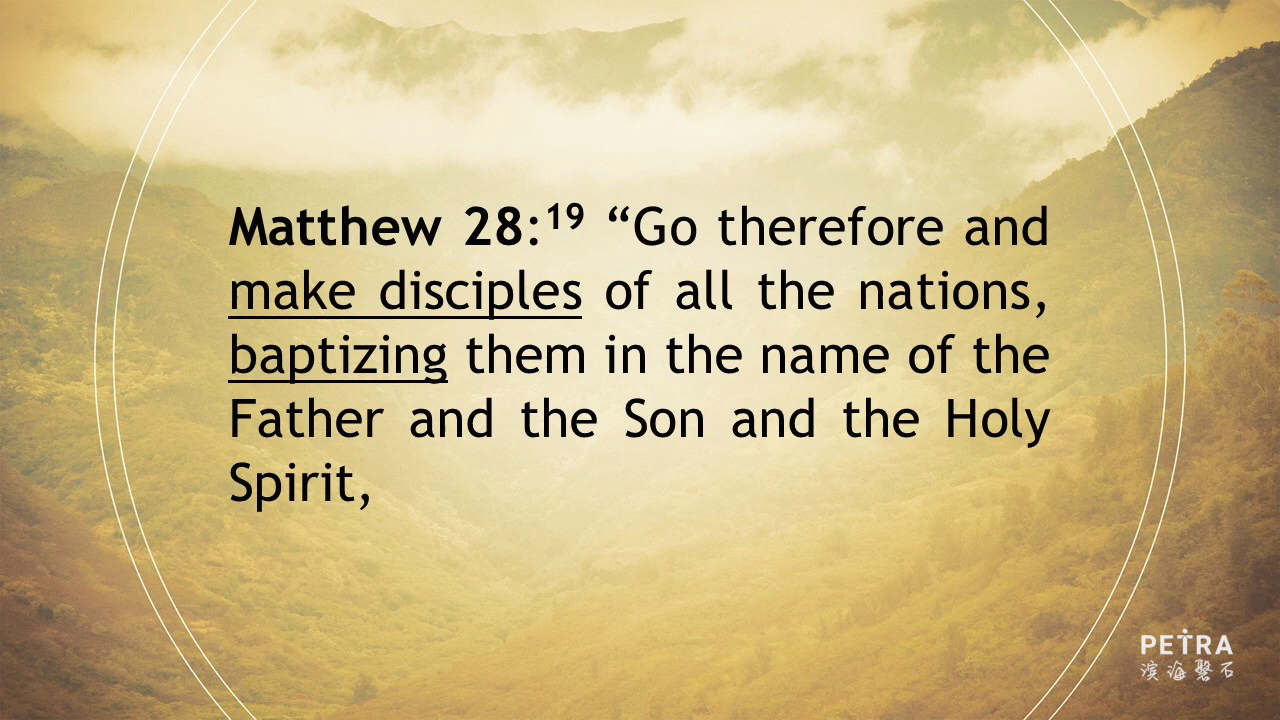 Matthew 28:19 “Go therefore and
make disciples of all the nations,
baptizing them in the name of the
Father and the Son and the Holy
Spirit,
PETRA
滨海磐石